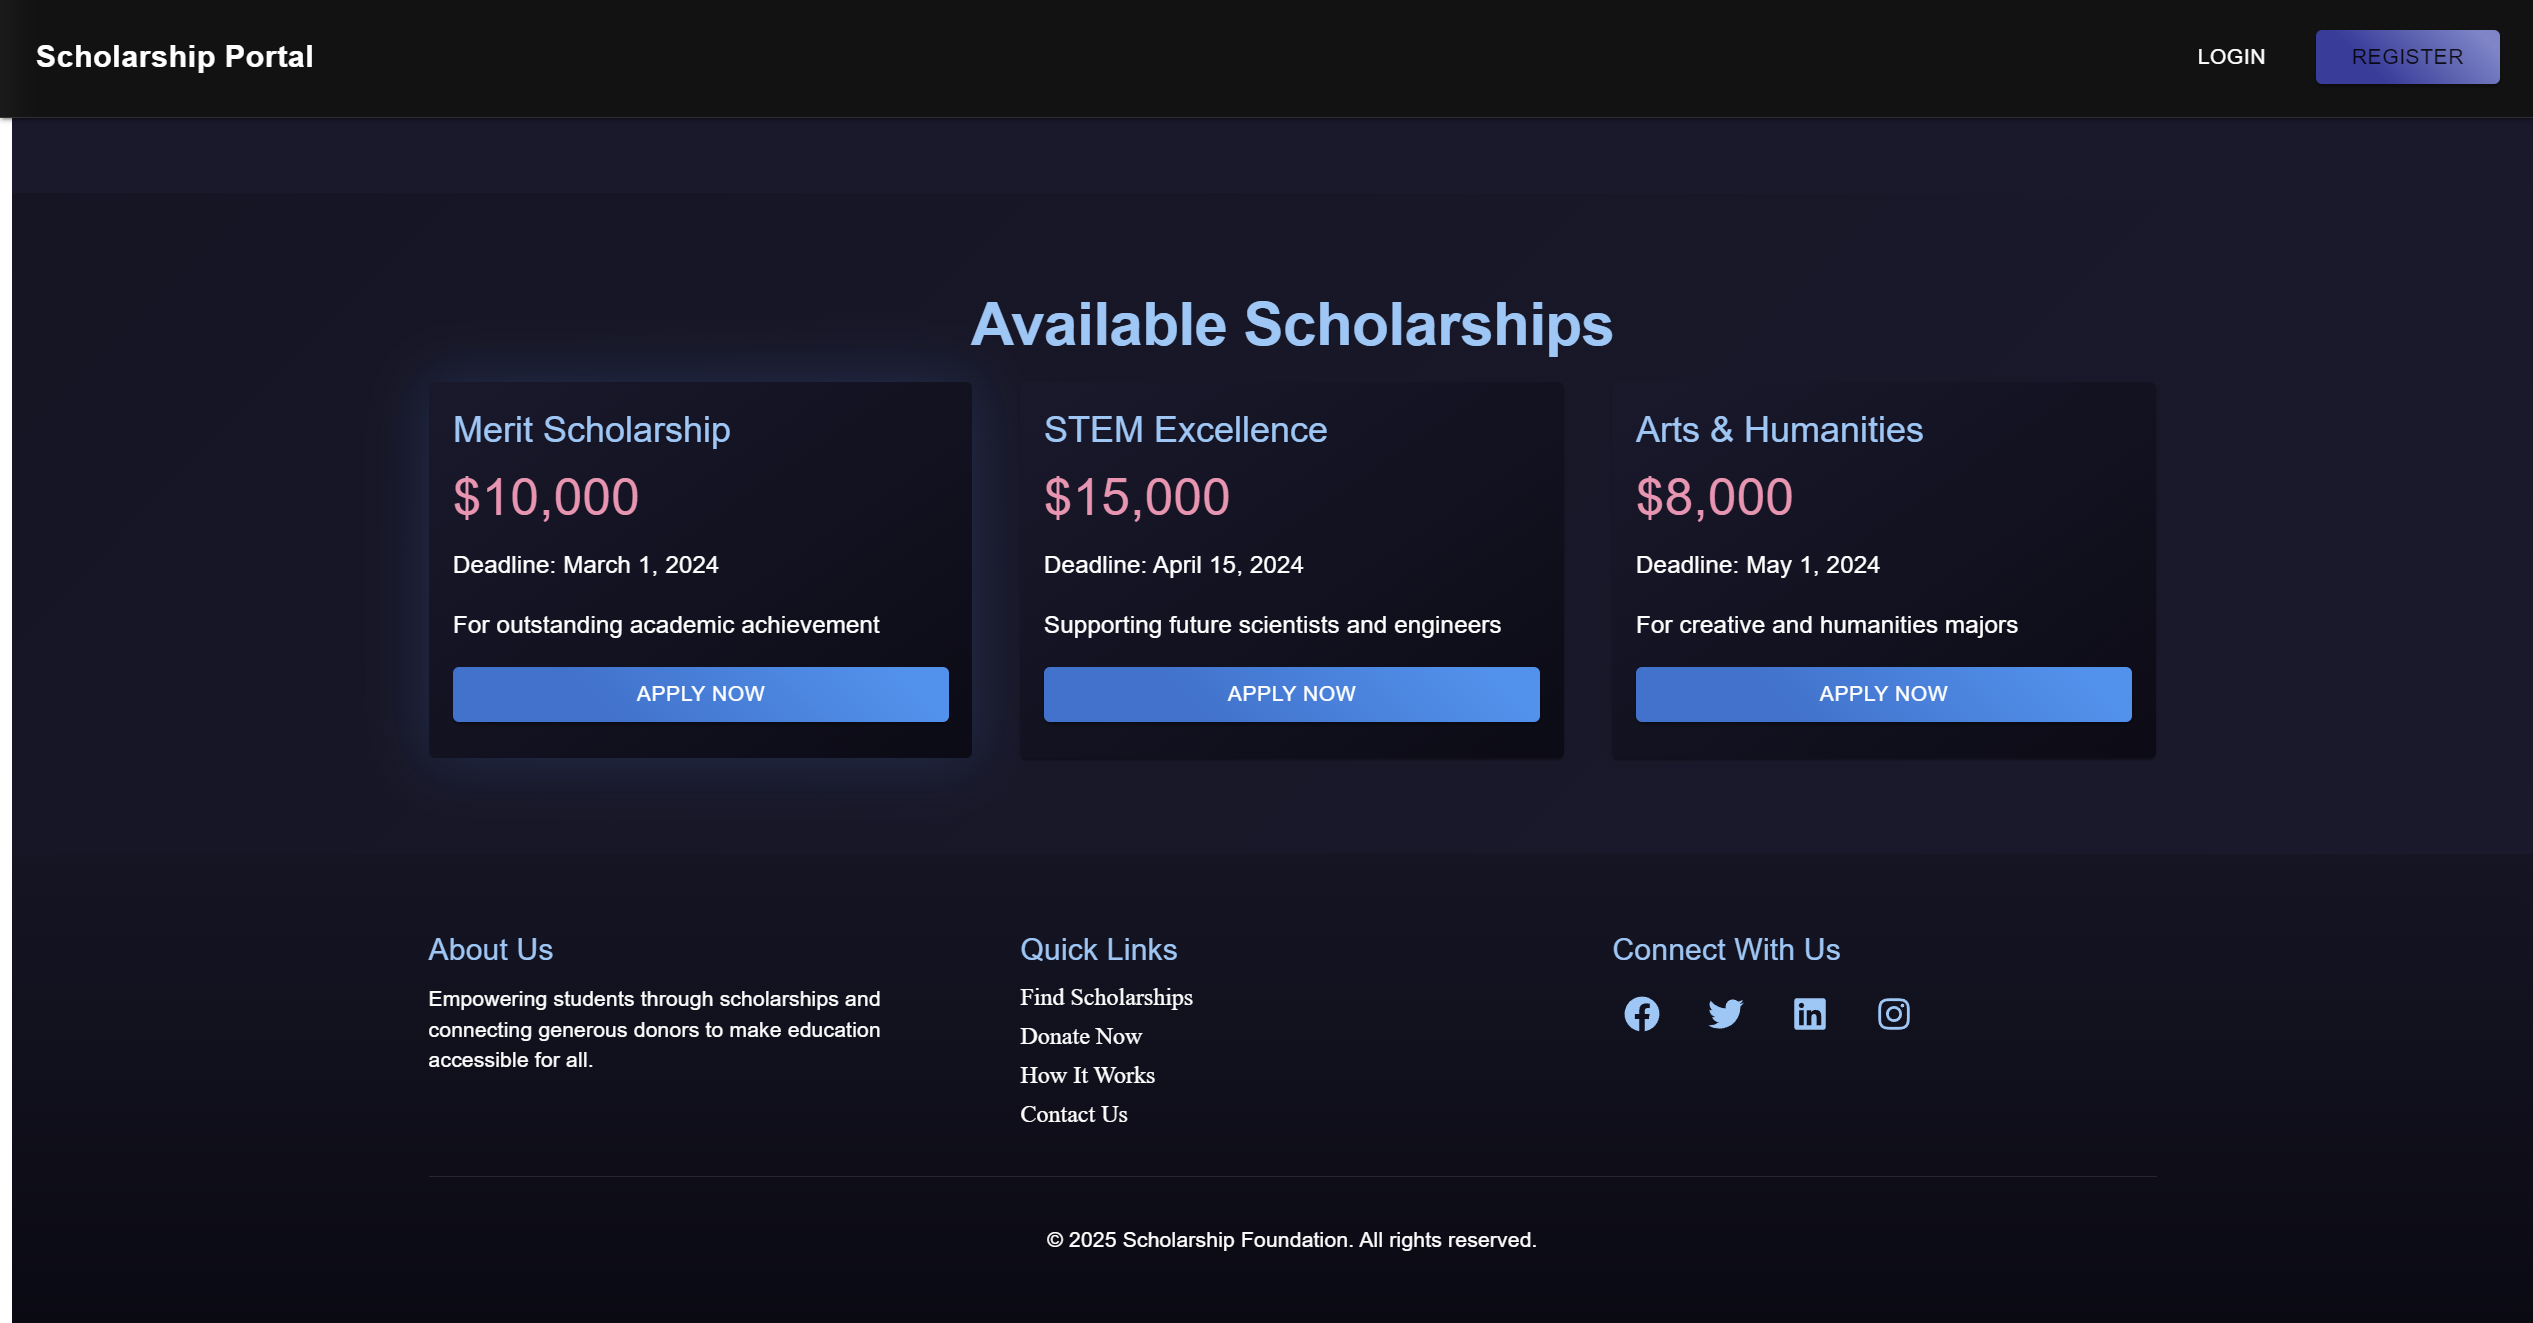 Scholarship Portal
LOGIN
REGISTER
Available Scholarships
Merit Scholarship
$10,000
Deadline: March 1, 2024
For outstanding academic achievement
APPLY NOW
STEM Excellence
$15,000
Deadline: April 15, 2024
Supporting future scientists and engineers
APPLY NOW
Arts & Humanities
$8,000
Deadline: May 1, 2024
For creative and humanities majors
APPLY NOW
About Us
Empowering students through scholarships and
connecting generous donors to make education
accessible for all.
Quick Links
Find Scholarships
Donate Now
How It Works
Contact Us
Connect With Us
© 2025 Scholarship Foundation. All rights reserved.